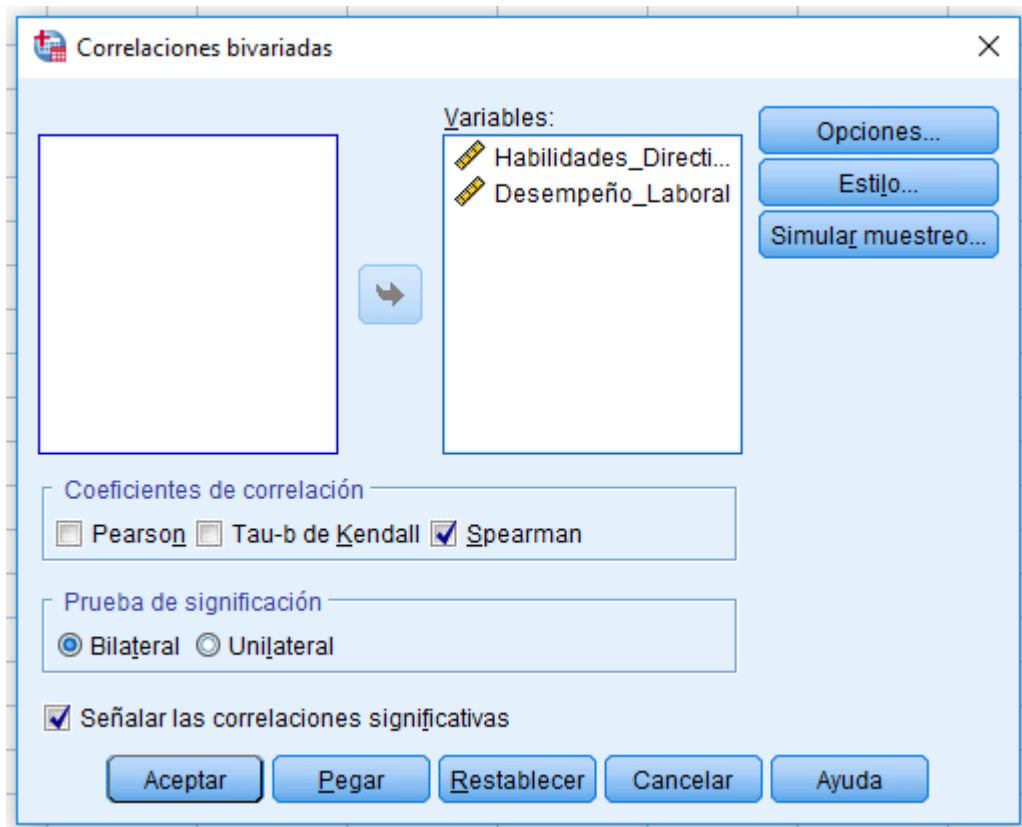 Correlaciones bivariadas
Variables:
Habilidades_Directi...
Desempeño_Laboral
Opciones...
Estilo...
Simular muestreo...
Coeficientes de correlación
Pearson Tau-b de Kendall Spearman
Prueba de significación
Bilateral Unilateral
Señalar las correlaciones significativas
Aceptar Pegar Restablecer Cancelar Ayuda